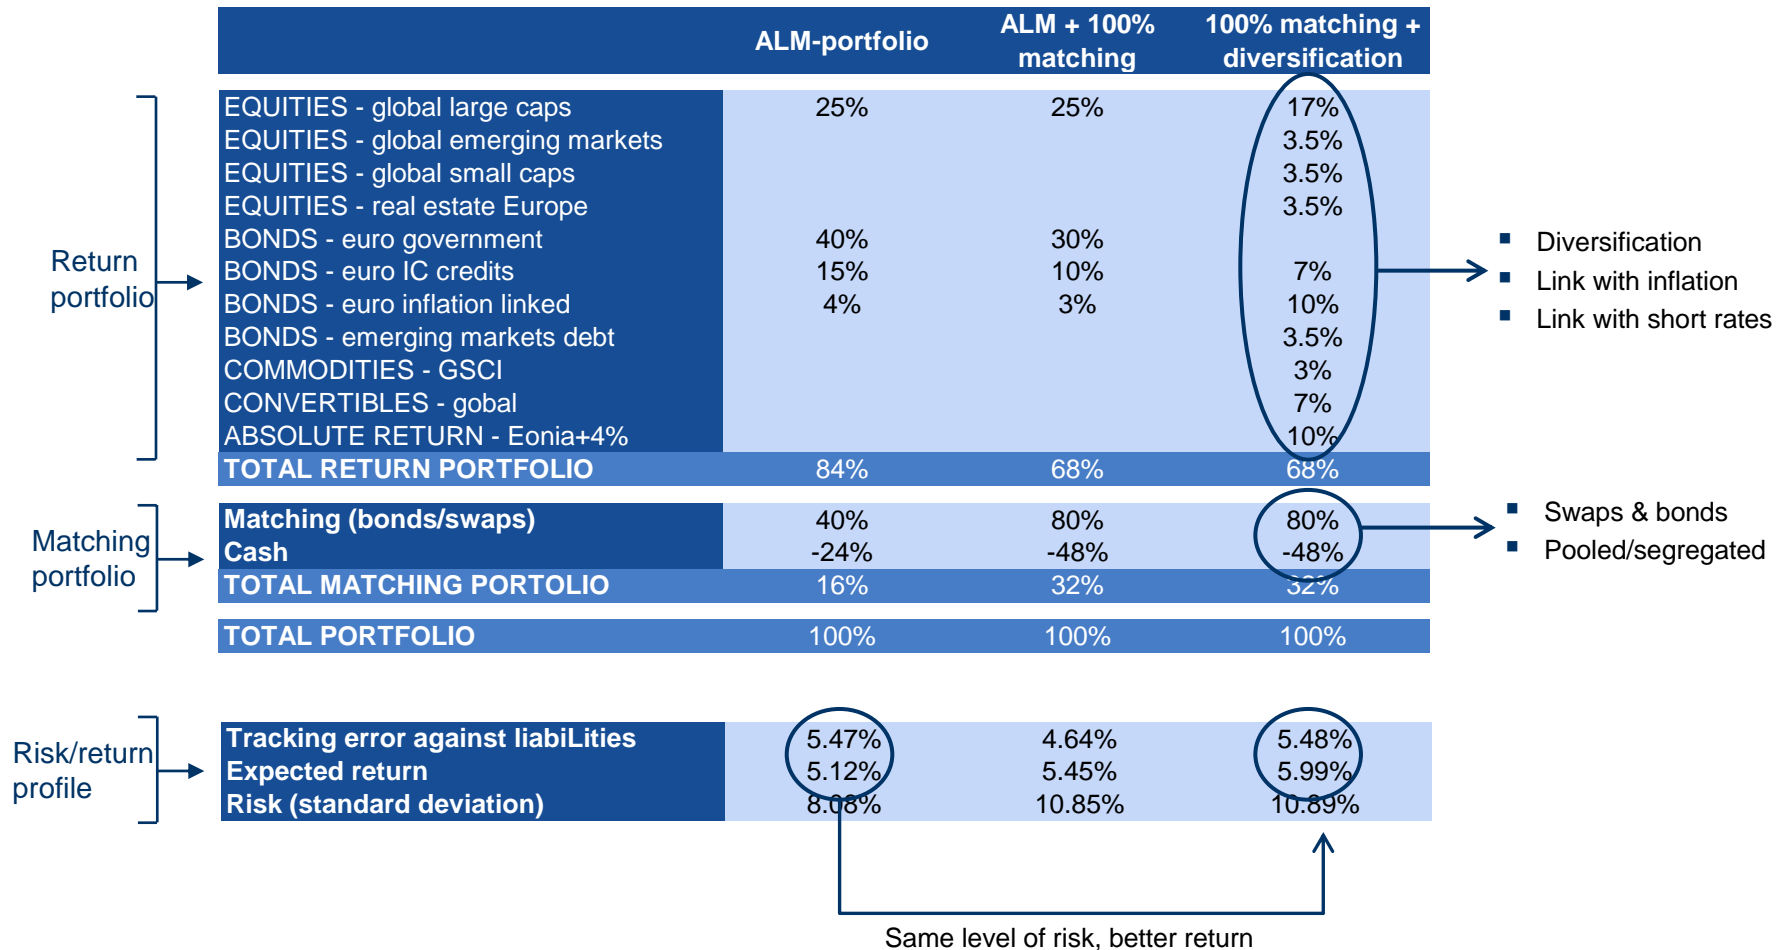 ALM-portfolio ALM + 100% matching 100% matching + diversification
Return portfolio
EQUITIES - global large caps 25% 25% 17%
EQUITIES - global emerging markets 3.5%
EQUITIES - global small caps 3.5%
EQUITIES - real estate Europe 3.5%
BONDS - euro government 40% 30%
BONDS - euro IC credits 15% 10% 7%
BONDS - euro inflation linked 4% 3% 10%
BONDS - emerging markets debt 3.5%
COMMODITIES - GSCI 3%
CONVERTIBLES - gobal 7%
ABSOLUTE RETURN - Eonia+4% 10%
TOTAL RETURN PORTFOLIO 84% 68% 68%
▪ Diversification
▪ Link with inflation
▪ Link with short rates
Matching portfolio
Matching (bonds/swaps) 40% 80% 80%
Cash -24% -48% -48%
TOTAL MATCHING PORTOLIO 16% 32% 32%
▪ Swaps & bonds
▪ Pooled/segregated
TOTAL PORTFOLIO 100% 100% 100%
Risk/return profile
Tracking error against liabiLities 5.47% 4.64% 5.48%
Expected return 5.12% 5.45% 5.99%
Risk (standard deviation) 8.08% 10.85% 10.89%
Same level of risk, better return